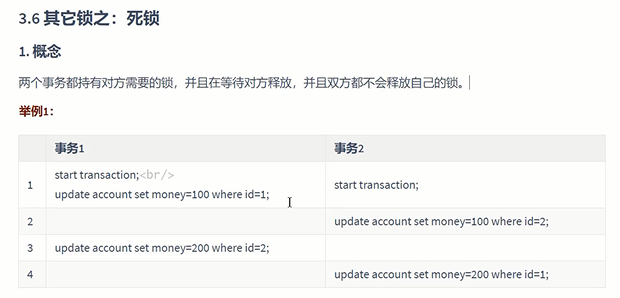 3.6 其它锁之：死锁
1. 概念
两个事务都持有对方需要的锁，并且在等待对方释放，并且双方都不会释放自己的锁。
举例1：
事务1 事务2
1 start transaction;<br/> start transaction;
update account set money=100 where id=1;
2 update account set money=100 where id=2;
3 update account set money=200 where id=2;
4 update account set money=200 where id=1;